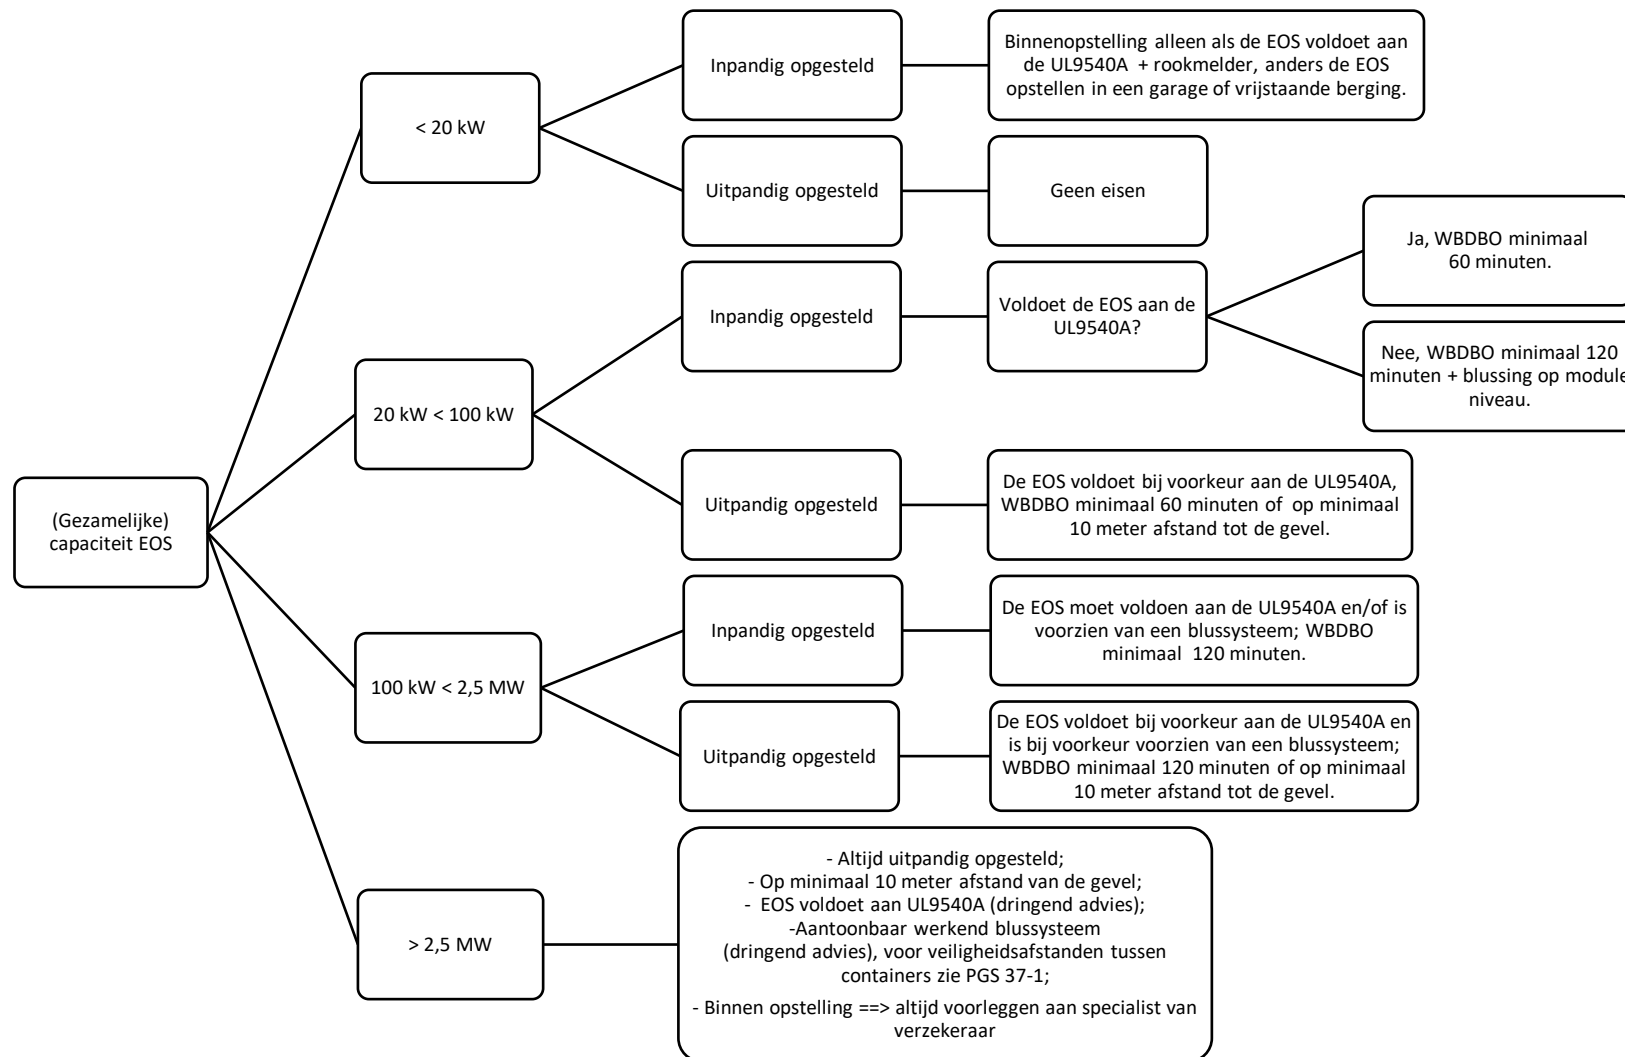 (Gezamelijke)
capaciteit EOS
< 20 kW
Inpandig opgesteld
Binnenopstelling alleen als de EOS voldoet aan
de UL9540A + rookmelder, anders de EOS
opstellen in een garage of vrijstaande berging.
Uitpandig opgesteld
Geen eisen
20 kW < 100 kW
Inpandig opgesteld
Voldoet de EOS aan de
UL9540A?
Ja, WBDBO minimaal
60 minuten.
Nee, WBDBO minimaal 120
minuten + blussing op module
niveau.
Uitpandig opgesteld
De EOS voldoet bij voorkeur aan de UL9540A,
WBDBO minimaal 60 minuten of op minimaal
10 meter afstand tot de gevel.
100 kW < 2,5 MW
Inpandig opgesteld
De EOS moet voldoen aan de UL9540A en/of is
voorzien van een blussysteem; WBDBO
minimaal 120 minuten.
Uitpandig opgesteld
De EOS voldoet bij voorkeur aan de UL9540A en
is bij voorkeur voorzien van een blussysteem;
WBDBO minimaal 120 minuten of op minimaal
10 meter afstand tot de gevel.
> 2,5 MW
- Altijd uitpandig opgesteld;
- Op minimaal 10 meter afstand van de gevel;
- EOS voldoet aan UL9540A (dringend advies);
-Aantoonbaar werkend blussysteem
(dringend advies), voor veiligheidsafstanden tussen
containers zie PGS 37-1;
- Binnen opstelling ==> altijd voorleggen aan specialist van
verzekeraar